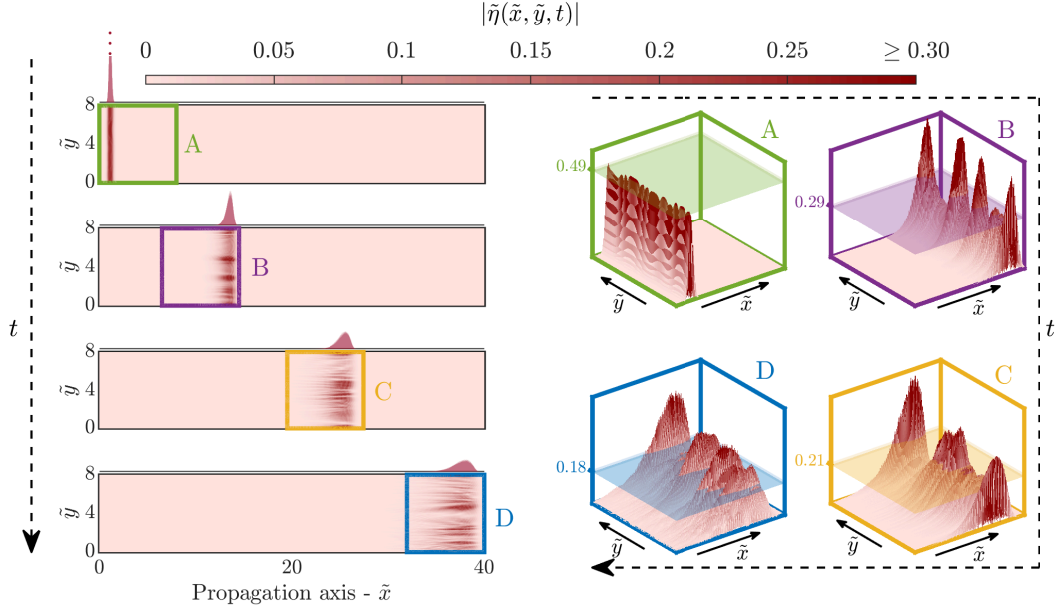 |η̃(x̃, ỹ, t)|
0 0.05 0.1 0.15 0.2 0.25 ≥ 0.30
8
ỹ 4
0
A
8
ỹ 4
0
B
t
8
ỹ 4
0
C
8
ỹ 4
0
D
0 20 40
Propagation axis - x̃
A
0.49
ỹ x̃
B
0.29
ỹ x̃
t
D
0.18
ỹ x̃
C
0.21
ỹ x̃